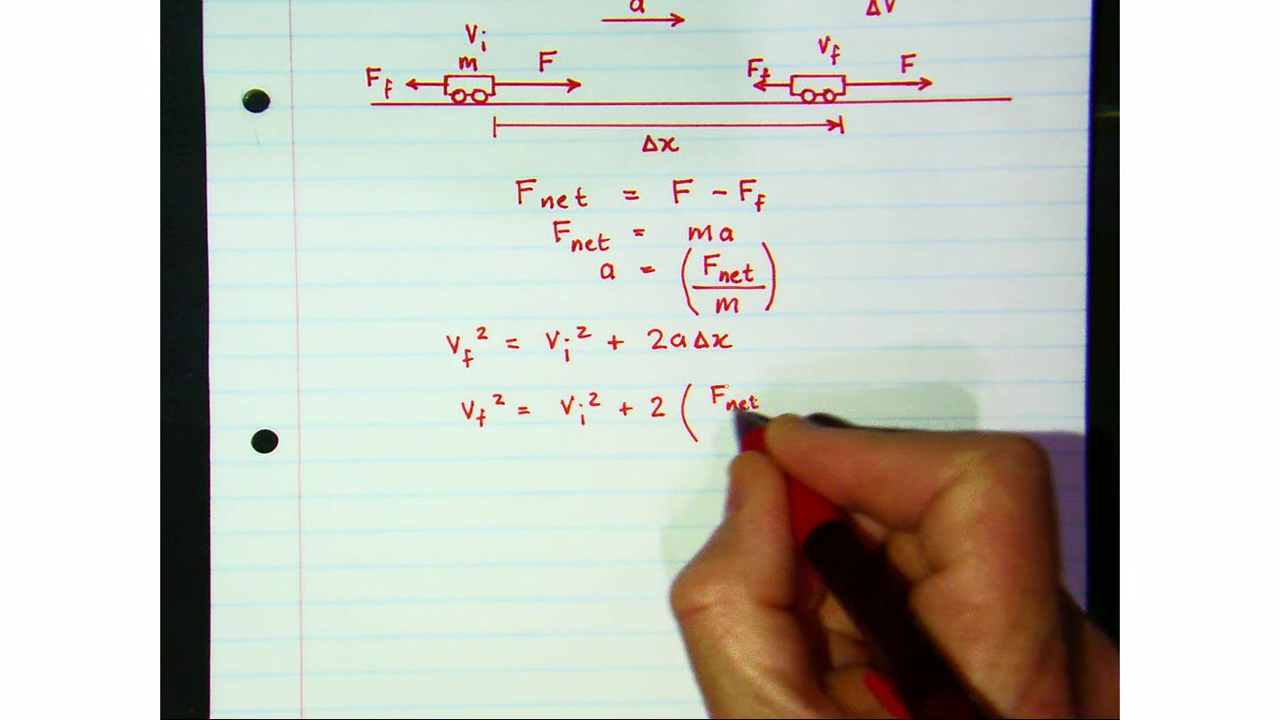 a ΔV
Vi Vf
m
Ff F Ff F
Δx
Fnet = F - Ff
Fnet = ma
a = (Fnet/m)
Vf² = Vi² + 2aΔx
Vf² = Vi² + 2 ( Fnet